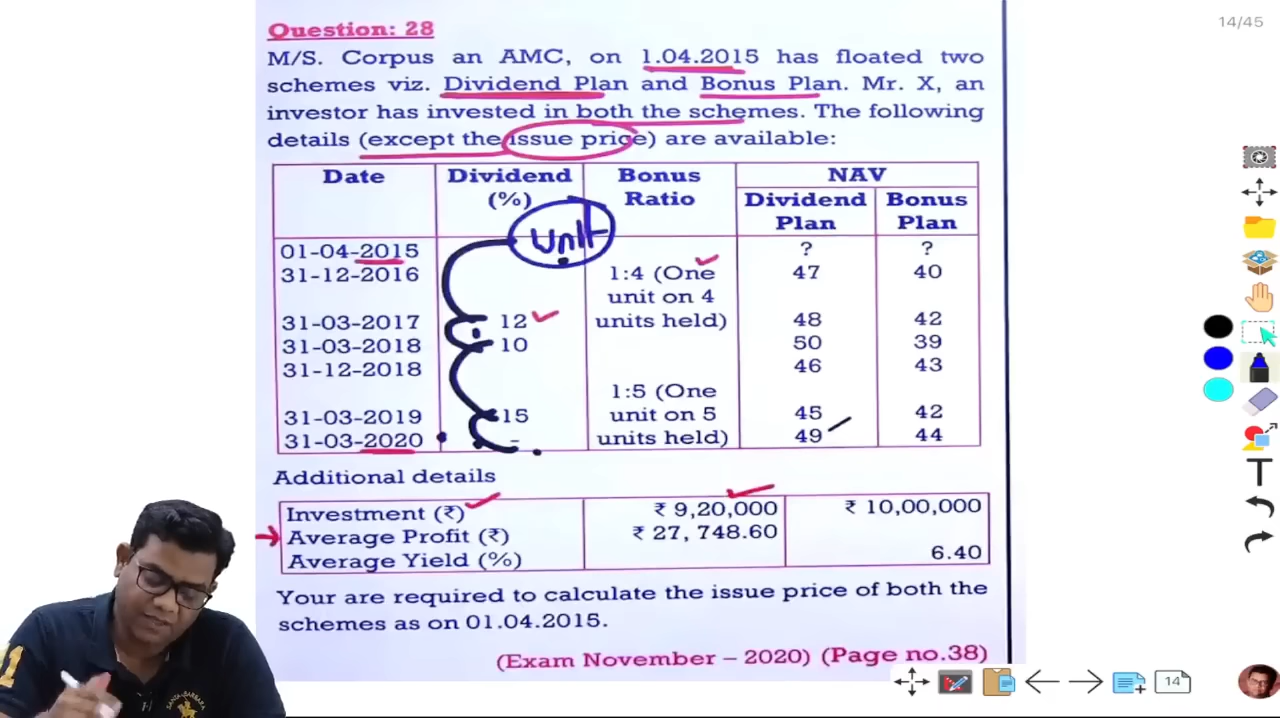 14/45
Question: 28
M/S. Corpus an AMC, on 1.04.2015 has floated two
schemes viz. Dividend Plan and Bonus Plan. Mr. X, an
investor has invested in both the schemes. The following
details (except the issue price) are available:
Date Dividend (%) Bonus Ratio NAV
Dividend Plan Bonus Plan
Unit
01-04-2015 ? ?
31-12-2016 1:4 (One 47 40
unit on 4
31-03-2017 12 units held) 48 42
31-03-2018 10 50 39
31-12-2018 46 43
1:5 (One
31-03-2019 15 unit on 5 45 42
31-03-2020 - units held) 49 44
Additional details
Investment (₹) ₹ 9,20,000 ₹ 10,00,000
Average Profit (₹) ₹ 27, 748.60
Average Yield (%) 6.40
Your are required to calculate the issue price of both the
schemes as on 01.04.2015.
(Exam November – 2020) (Page no.38)
T
14